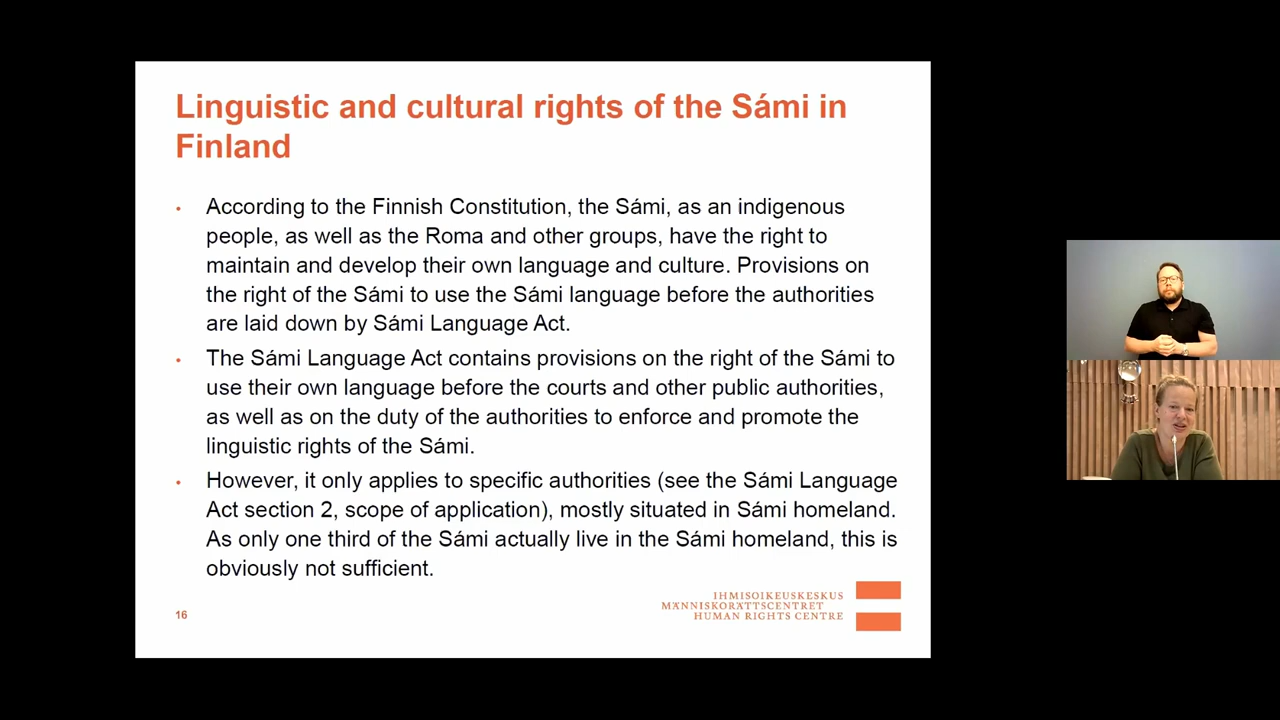 Linguistic and cultural rights of the Sámi in
Finland
• According to the Finnish Constitution, the Sámi, as an indigenous
people, as well as the Roma and other groups, have the right to
maintain and develop their own language and culture. Provisions on
the right of the Sámi to use the Sámi language before the authorities
are laid down by Sámi Language Act.
• The Sámi Language Act contains provisions on the right of the Sámi to
use their own language before the courts and other public authorities,
as well as on the duty of the authorities to enforce and promote the
linguistic rights of the Sámi.
• However, it only applies to specific authorities (see the Sámi Language
Act section 2, scope of application), mostly situated in Sámi homeland.
As only one third of the Sámi actually live in the Sámi homeland, this is
obviously not sufficient.
16
IHMISOIKEUSKESKUS
MÄNNISKORÄTTSCENTRET
HUMAN RIGHTS CENTRE